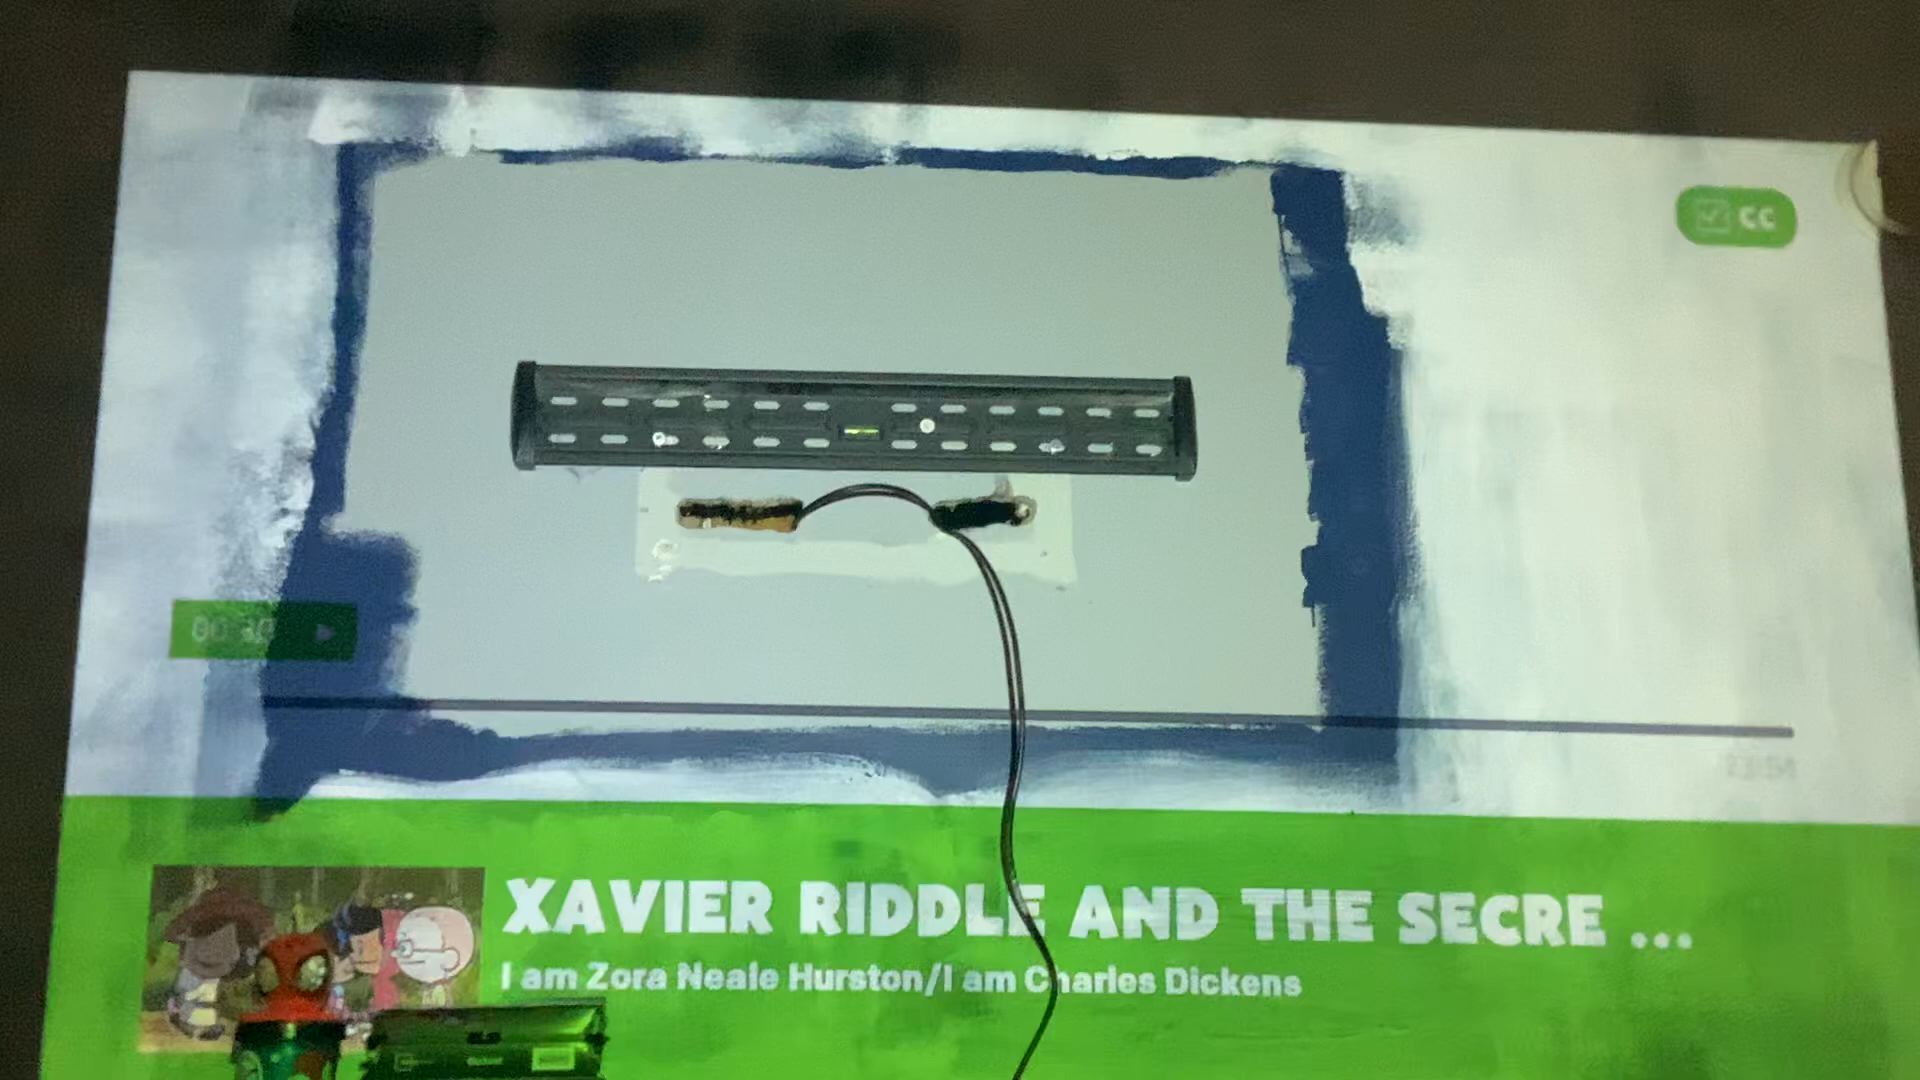 CC
XAVIER RIDDLE AND THE SECRE ...
I am Zora Neale Hurston/I am Charles Dickens